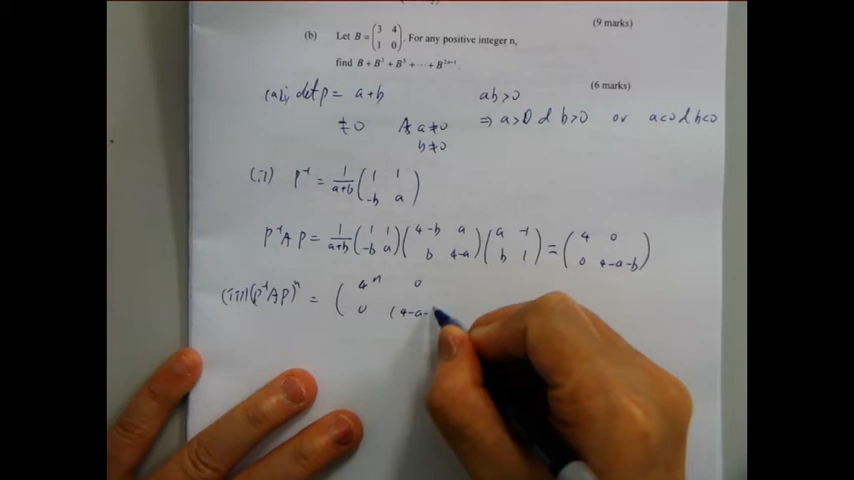 (9 marks)
(b) Let B = (3 4 1 0). For any positive integer n,
find B + B³ + B⁵ + ⋯ + B²ⁿ⁻¹.
(6 marks)
det P = a+b ab>0
≠0 As a≠0 ⇒ a>0 & b>0 or a<0 & b<0
b≠0
(ii) P⁻¹ = 1/(a+b) (1 1 -b a)
P⁻¹AP = 1/(a+b) (1 1 -b a)(4-b a b 4-a)(a -1 b 1) = (4 0 0 4-a-b)
(iii) (P⁻¹AP)ⁿ = (4ⁿ 0
0 (4-a-